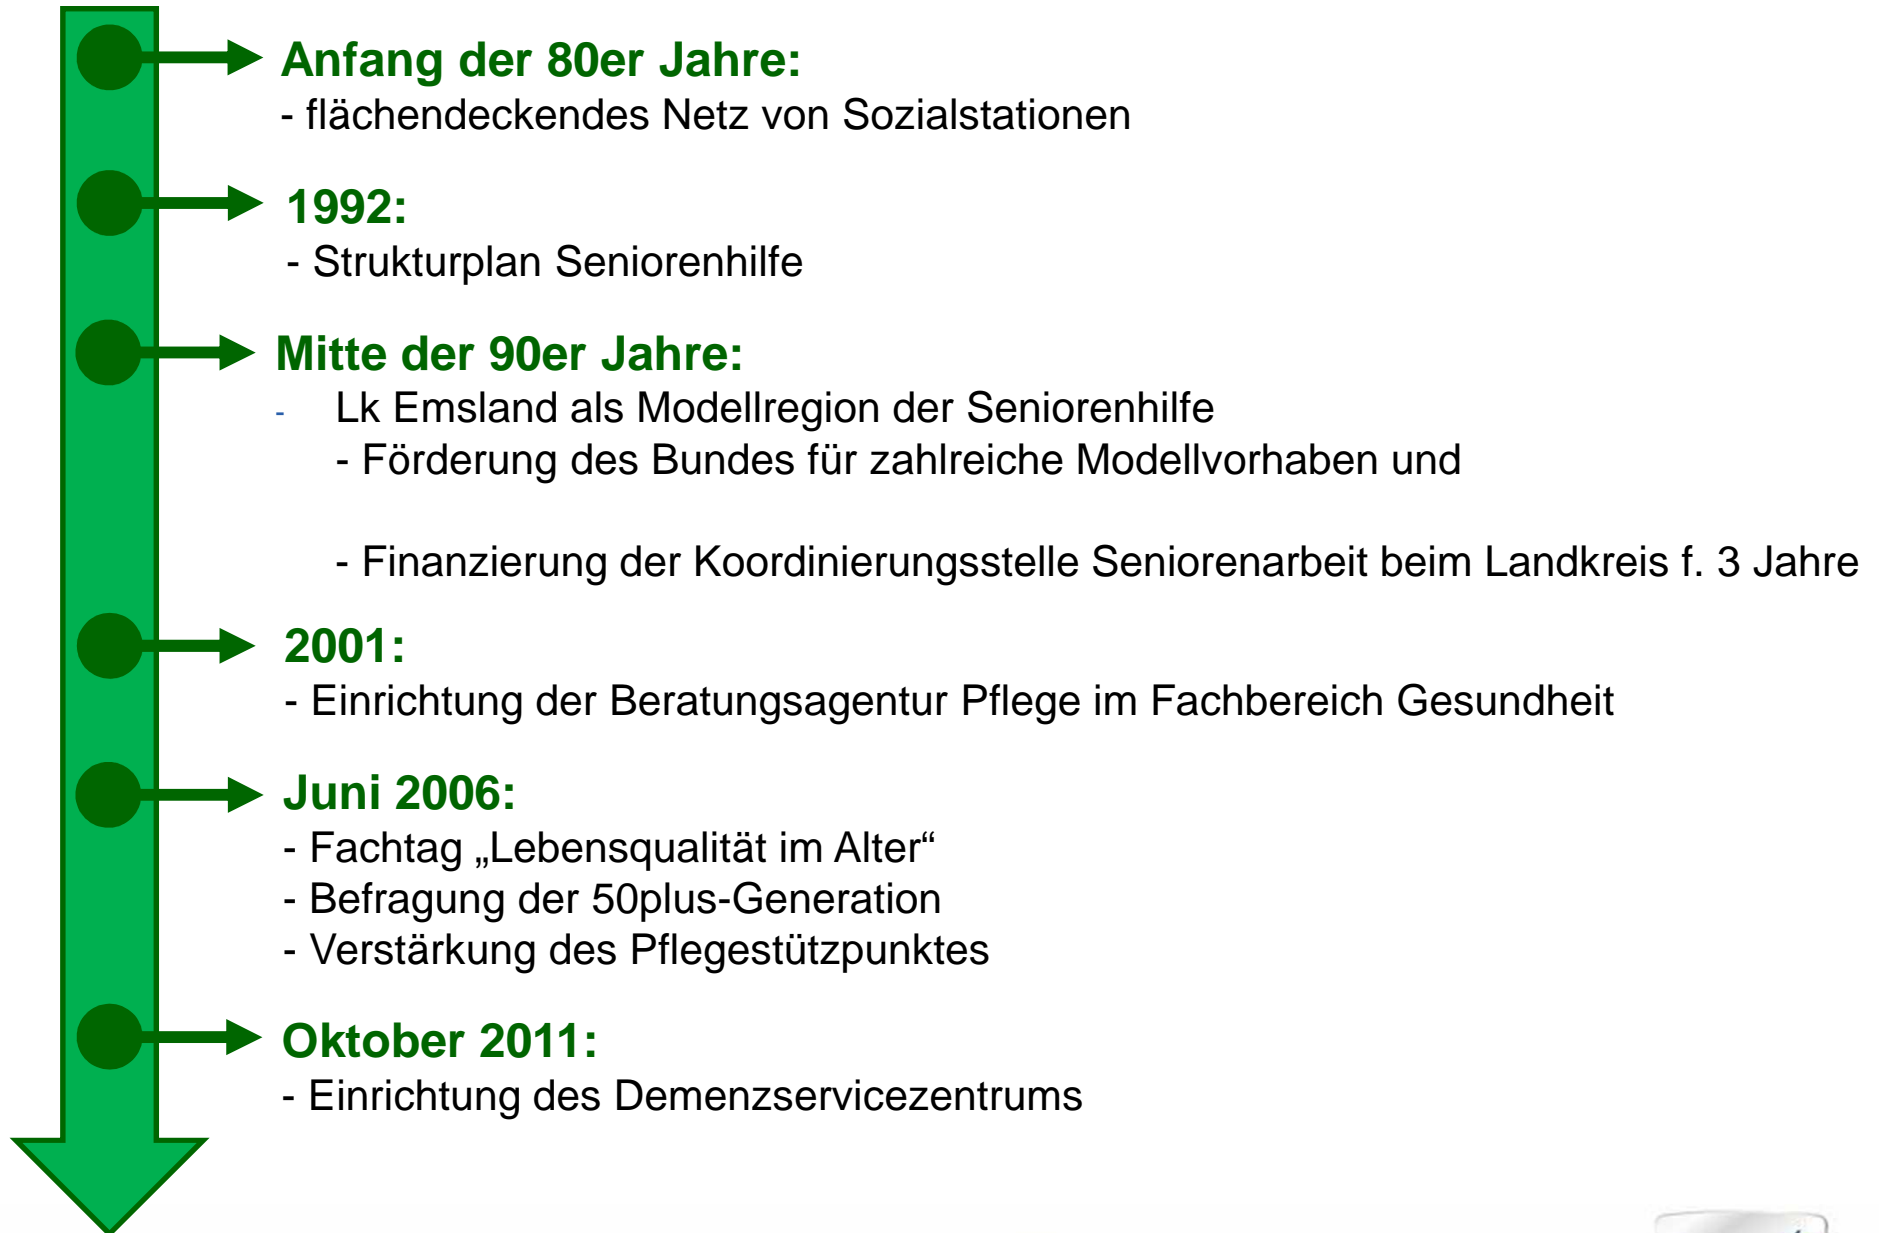 Anfang der 80er Jahre:
- flächendeckendes Netz von Sozialstationen
1992:
- Strukturplan Seniorenhilfe
Mitte der 90er Jahre:
- Lk Emsland als Modellregion der Seniorenhilfe
- Förderung des Bundes für zahlreiche Modellvorhaben und
- Finanzierung der Koordinierungsstelle Seniorenarbeit beim Landkreis f. 3 Jahre
2001:
- Einrichtung der Beratungsagentur Pflege im Fachbereich Gesundheit
Juni 2006:
- Fachtag „Lebensqualität im Alter“
- Befragung der 50plus-Generation
- Verstärkung des Pflegestützpunktes
Oktober 2011:
- Einrichtung des Demenzservicezentrums